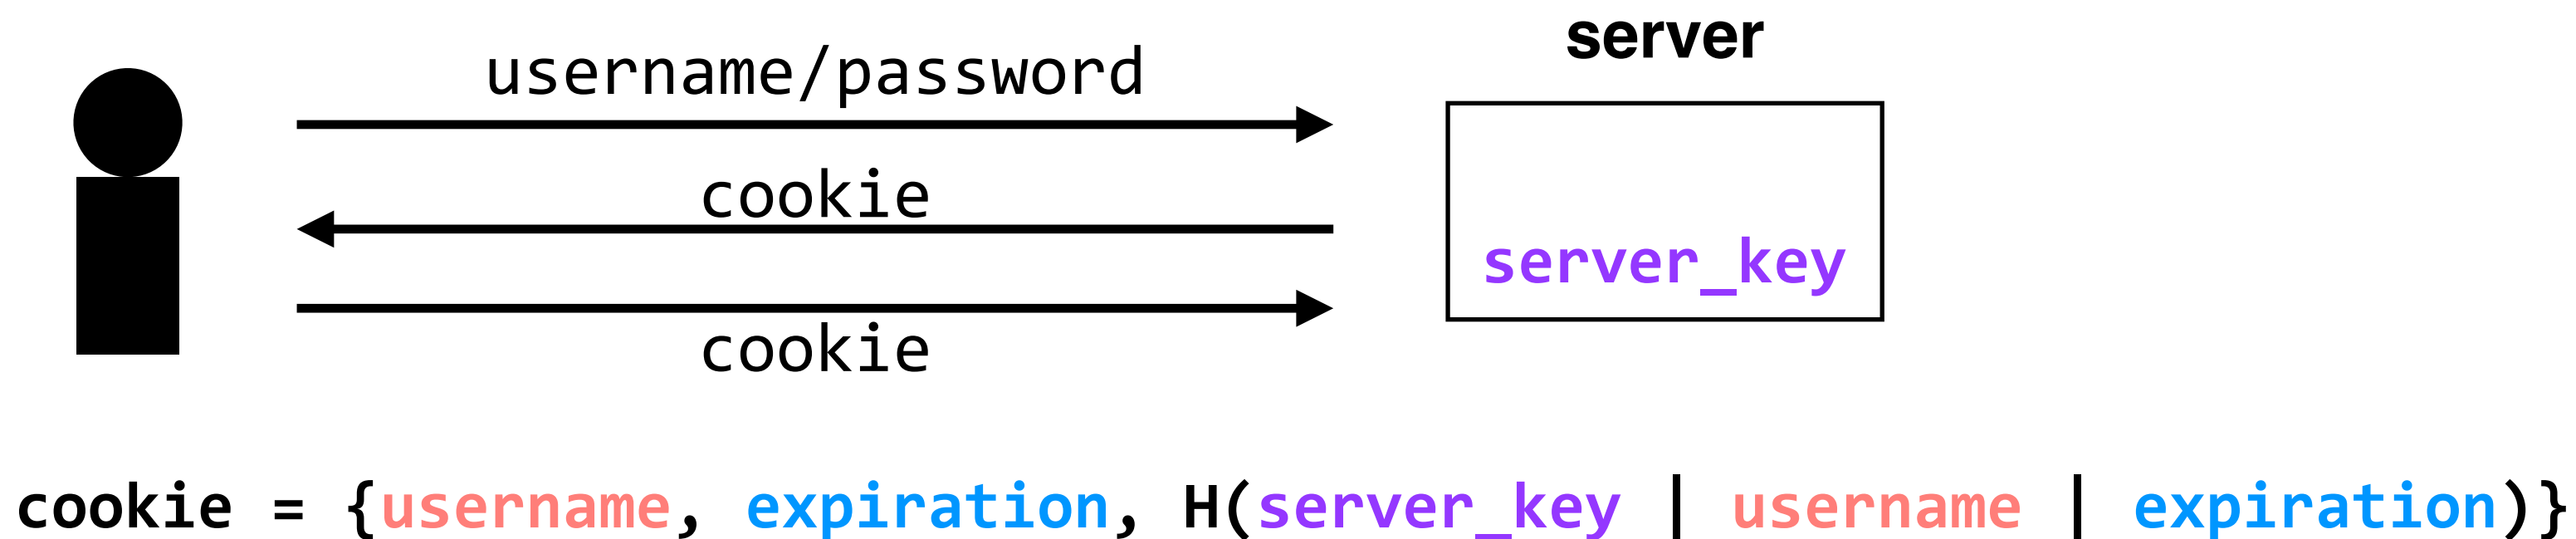 server
username/password
cookie
server_key
cookie
cookie = {username, expiration, H(server_key | username | expiration)}